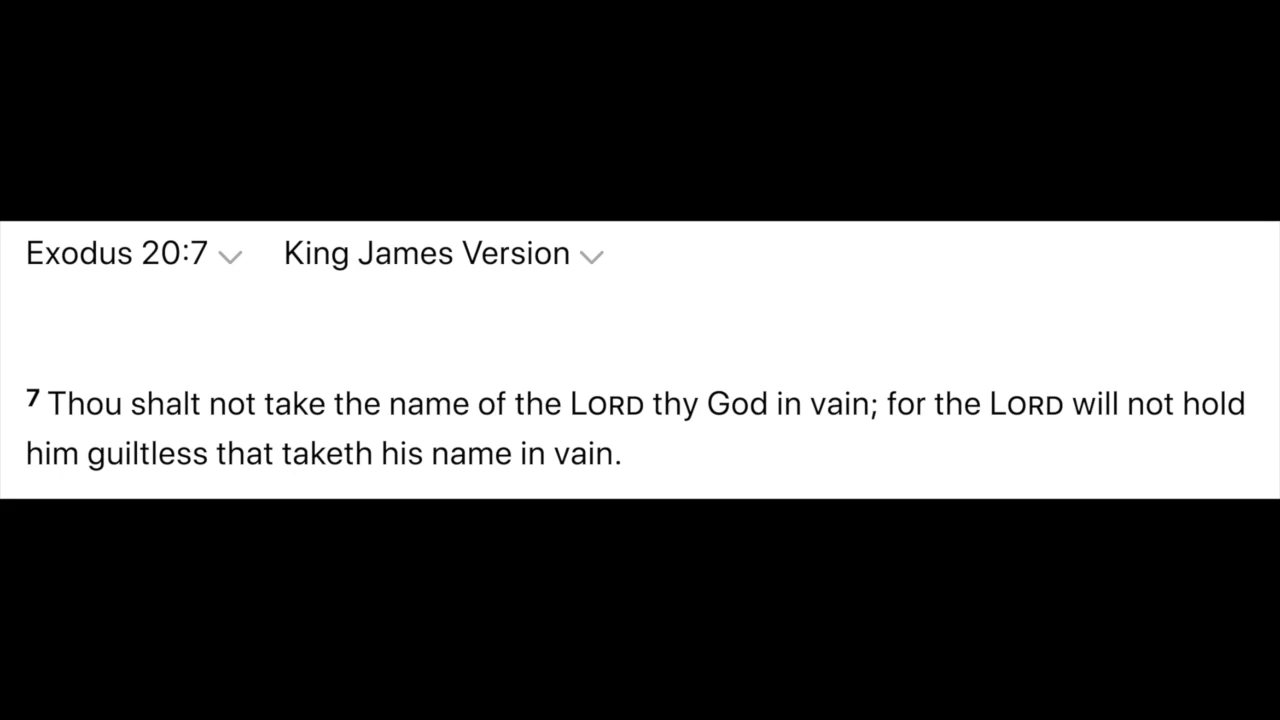 Exodus 20:7 King James Version
7 Thou shalt not take the name of the LORD thy God in vain; for the LORD will not hold
him guiltless that taketh his name in vain.